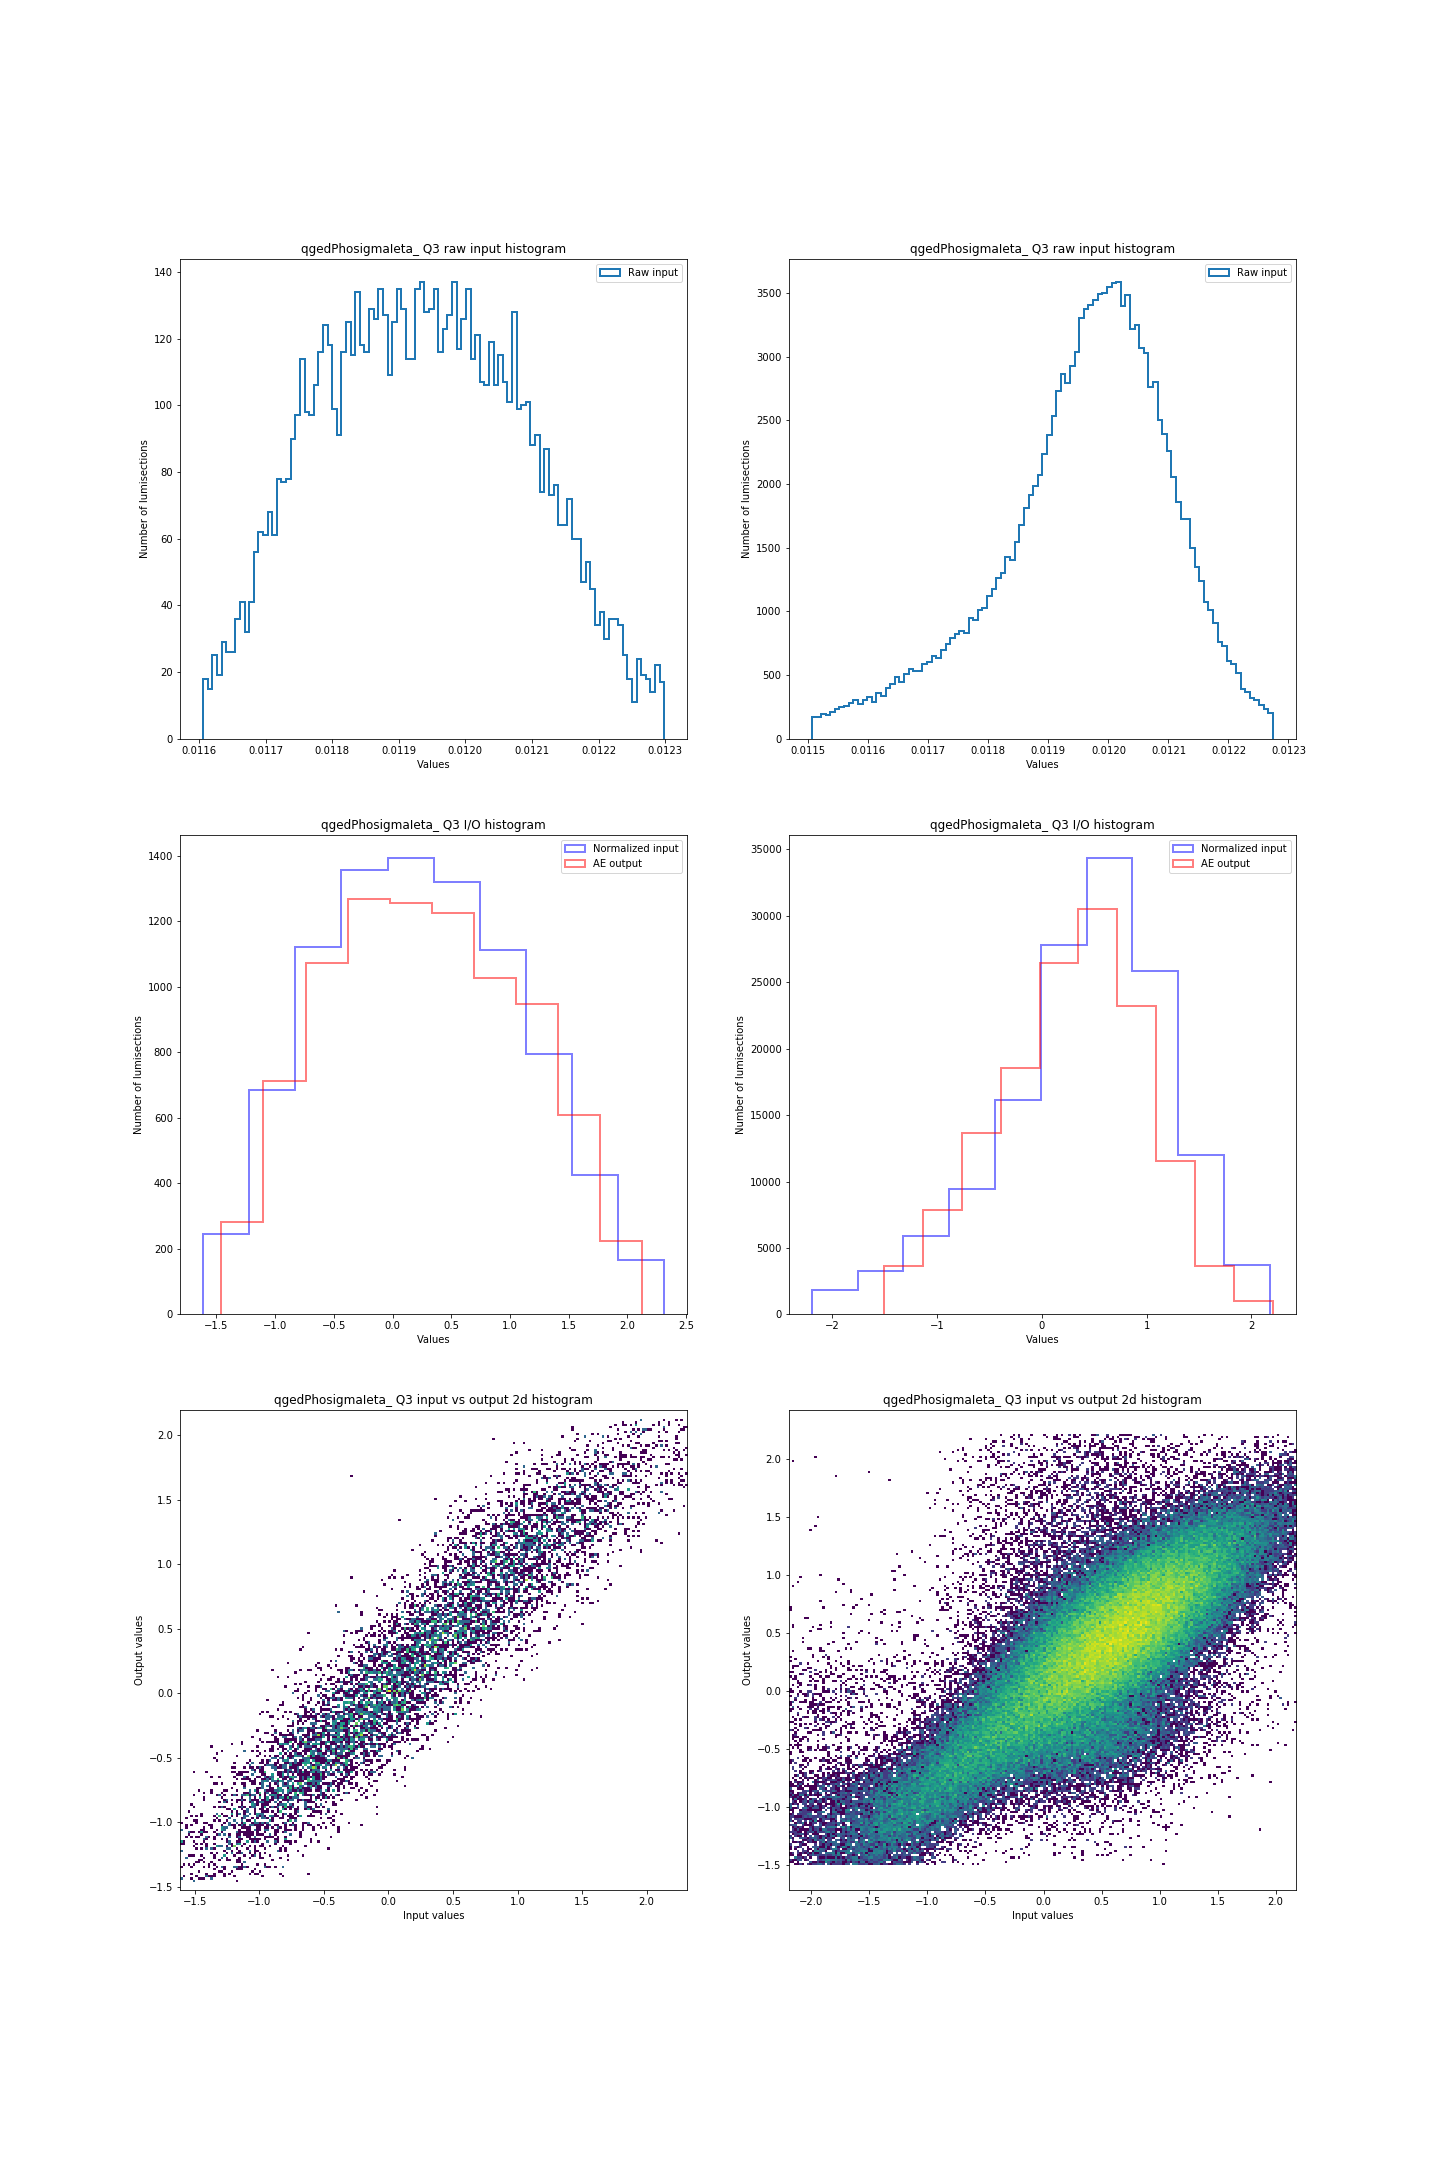 qgedPhosigmaIeta_ Q3 raw input histogram
Raw input
140
120
100
80
60
40
20
0
Number of lumisections
0.0116 0.0117 0.0118 0.0119 0.0120 0.0121 0.0122 0.0123
Values
qgedPhosigmaIeta_ Q3 raw input histogram
Raw input
3500
3000
2500
2000
1500
1000
500
0
Number of lumisections
0.0115 0.0116 0.0117 0.0118 0.0119 0.0120 0.0121 0.0122 0.0123
Values
qgedPhosigmaIeta_ Q3 I/O histogram
Normalized input
AE output
1400
1200
1000
800
600
400
200
0
Number of lumisections
−1.5 −1.0 −0.5 0.0 0.5 1.0 1.5 2.0 2.5
Values
qgedPhosigmaIeta_ Q3 I/O histogram
Normalized input
AE output
35000
30000
25000
20000
15000
10000
5000
0
Number of lumisections
−2 −1 0 1 2
Values
qgedPhosigmaIeta_ Q3 input vs output 2d histogram
2.0
1.5
1.0
0.5
0.0
−0.5
−1.0
−1.5
Output values
−1.5 −1.0 −0.5 0.0 0.5 1.0 1.5 2.0
Input values
qgedPhosigmaIeta_ Q3 input vs output 2d histogram
2.0
1.5
1.0
0.5
0.0
−0.5
−1.0
−1.5
Output values
−2.0 −1.5 −1.0 −0.5 0.0 0.5 1.0 1.5 2.0
Input values